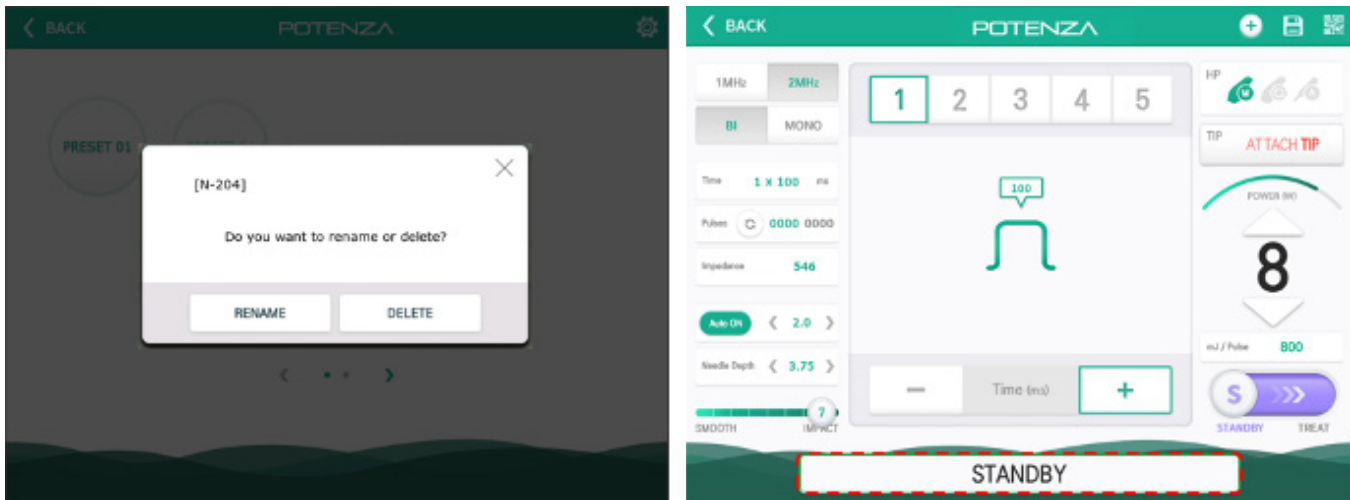 BACK
POTENZA
PRESET 01
[N-204]
Do you want to rename or delete?
RENAME
DELETE
BACK
POTENZA
1MHz
2MHz
BI
MONO
Time
1 x 100
ms
Pulses
0000 0000
Impedance
546
Auto ON
2.0
Needle Depth
3.75
7
SMOOTH
IMPACT
1
2
3
4
5
100
Time (ms)
HP
M
TIP
ATTACH TIP
POWER (W)
8
mJ / Pulse
800
S
STANDBY
TREAT
STANDBY